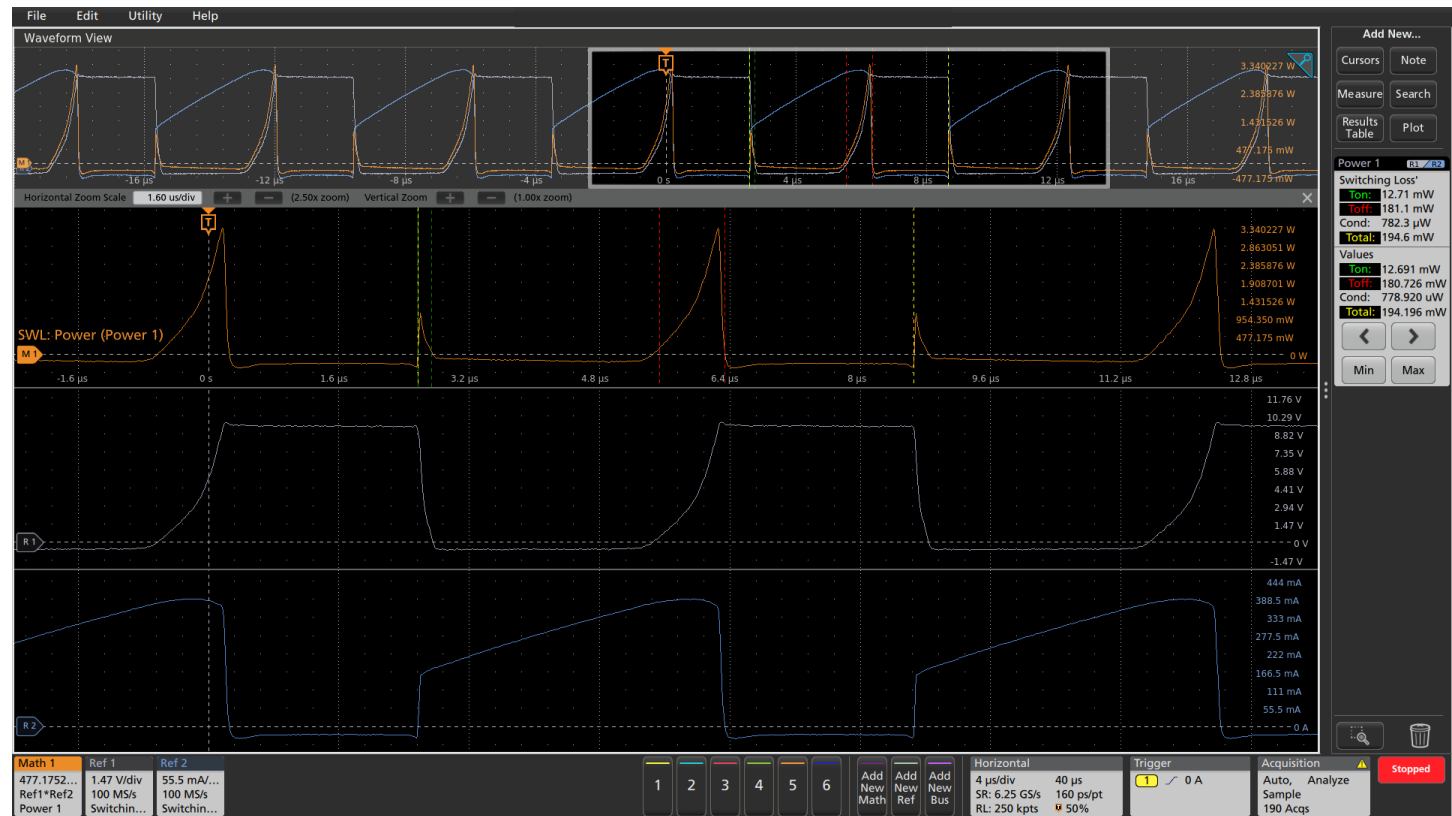 File Edit Utility Help
Waveform View
T
3.340227 W
2.385876 W
1.431526 W
477.175 mW
-477.175 mW
M
-16 µs -12 µs -8 µs -4 µs 0 s 4 µs 8 µs 12 µs 16 µs
Horizontal Zoom Scale 1.60 us/div + − (2.50x zoom) Vertical Zoom + − (1.00x zoom) ×
T
3.340227 W
2.863051 W
2.385876 W
1.908701 W
1.431526 W
954.350 mW
477.175 mW
0 W
SWL: Power (Power 1)
M 1
-1.6 µs 0 s 1.6 µs 3.2 µs 4.8 µs 6.4 µs 8 µs 9.6 µs 11.2 µs 12.8 µs
11.76 V
10.29 V
8.82 V
7.35 V
5.88 V
4.41 V
2.94 V
1.47 V
0 V
-1.47 V
R 1
444 mA
388.5 mA
333 mA
277.5 mA
222 mA
166.5 mA
111 mA
55.5 mA
0 A
R 2
Add New...
Cursors Note
Measure Search
Results Table Plot
Power 1 R1 R2
Switching Loss'
Ton: 12.71 mW
Toff: 181.1 mW
Cond: 782.3 µW
Total: 194.6 mW
Values
Ton: 12.691 mW
Toff: 180.726 mW
Cond: 778.920 uW
Total: 194.196 mW
Min Max
Math 1
477.1752...
Ref1*Ref2
Power 1
Ref 1
1.47 V/div
100 MS/s
Switchin...
Ref 2
55.5 mA/...
100 MS/s
Switchin...
1 2 3 4 5 6
Add New Math
Add New Ref
Add New Bus
Horizontal
4 µs/div 40 µs
SR: 6.25 GS/s 160 ps/pt
RL: 250 kpts 50%
Trigger
1 0 A
Acquisition
Auto, Analyze
Sample
190 Acqs
Stopped